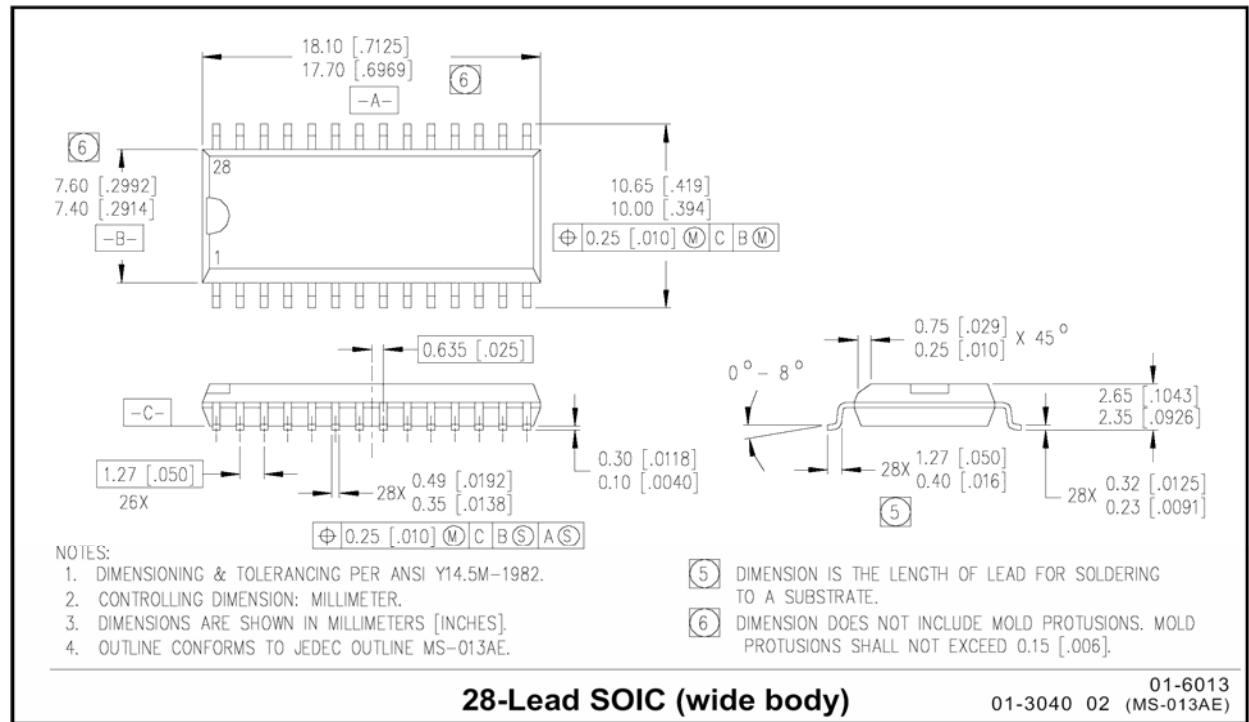 18.10 [.7125]
17.70 [.6969]
6
-A-
6
28
7.60 [.2992]
7.40 [.2914]
-B-
1
10.65 [.419]
10.00 [.394]
⌖ 0.25 [.010] Ⓜ C B Ⓜ
0.635 [.025]
0.75 [.029]
0.25 [.010] X 45°
0° - 8°
-C-
2.65 [.1043]
2.35 [.0926]
1.27 [.050]
26X
28X 0.49 [.0192]
0.35 [.0138]
0.30 [.0118]
0.10 [.0040]
28X 1.27 [.050]
0.40 [.016]
5
28X 0.32 [.0125]
0.23 [.0091]
⌖ 0.25 [.010] Ⓜ C B Ⓢ A Ⓢ
NOTES:
1. DIMENSIONING & TOLERANCING PER ANSI Y14.5M-1982.
2. CONTROLLING DIMENSION: MILLIMETER.
3. DIMENSIONS ARE SHOWN IN MILLIMETERS [INCHES].
4. OUTLINE CONFORMS TO JEDEC OUTLINE MS-013AE.
5 DIMENSION IS THE LENGTH OF LEAD FOR SOLDERING
TO A SUBSTRATE.
6 DIMENSION DOES NOT INCLUDE MOLD PROTUSIONS. MOLD
PROTUSIONS SHALL NOT EXCEED 0.15 [.006].
28-Lead SOIC (wide body)
01-6013
01-3040 02 (MS-013AE)